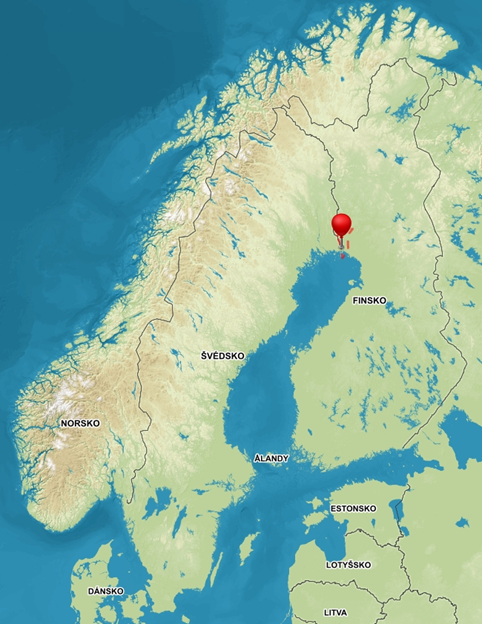 FINSKO
ŠVÉDSKO
NORSKO
ÅLANDY
ESTONSKO
LOTYŠSKO
DÁNSKO
LITVA